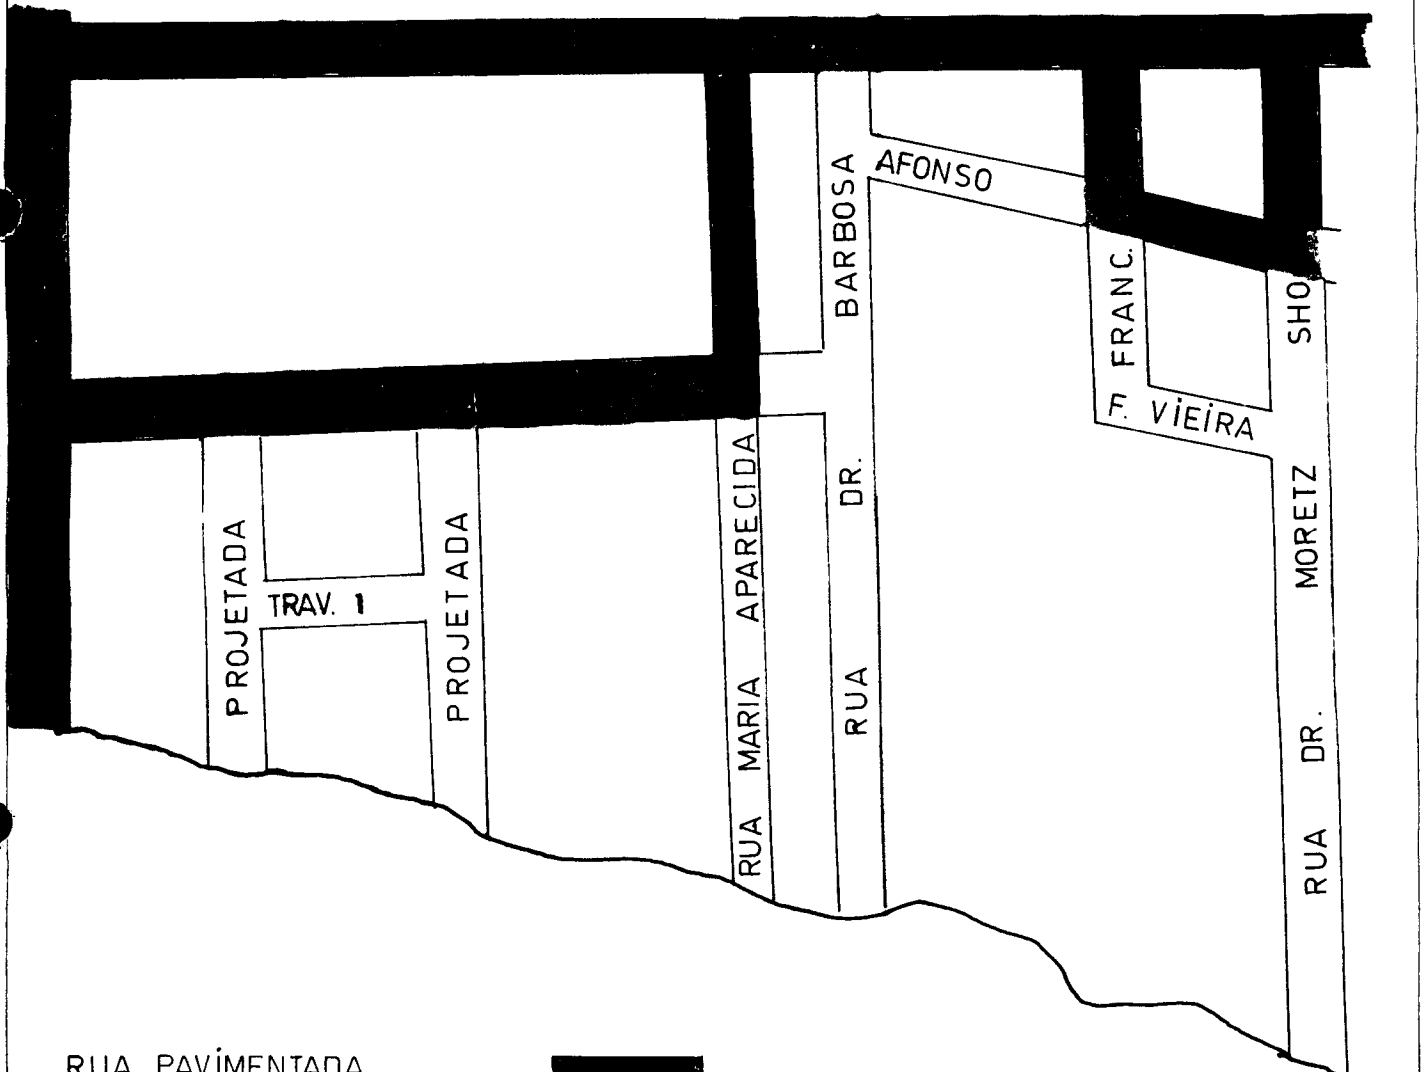 AFONSO
RUA DR. BARBOSA
FRANC.
F. VIEIRA
RUA DR. MORETZ SHO
PROJETADA
TRAV. 1
PROJETADA
RUA MARIA APARECIDA
RUA PAVIMENTADA